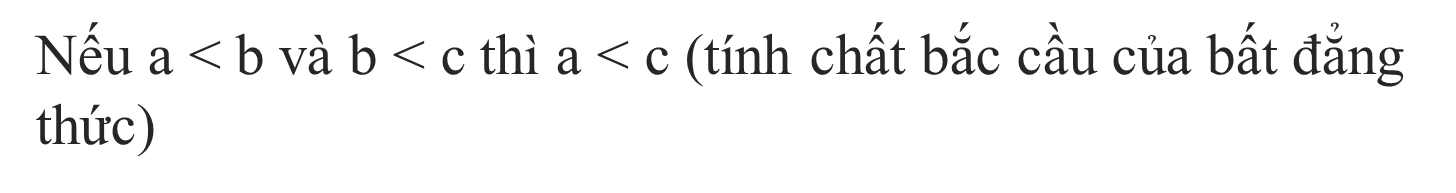 Nếu a < b và b < c thì a < c (tính chất bắc cầu của bất đẳng
thức)